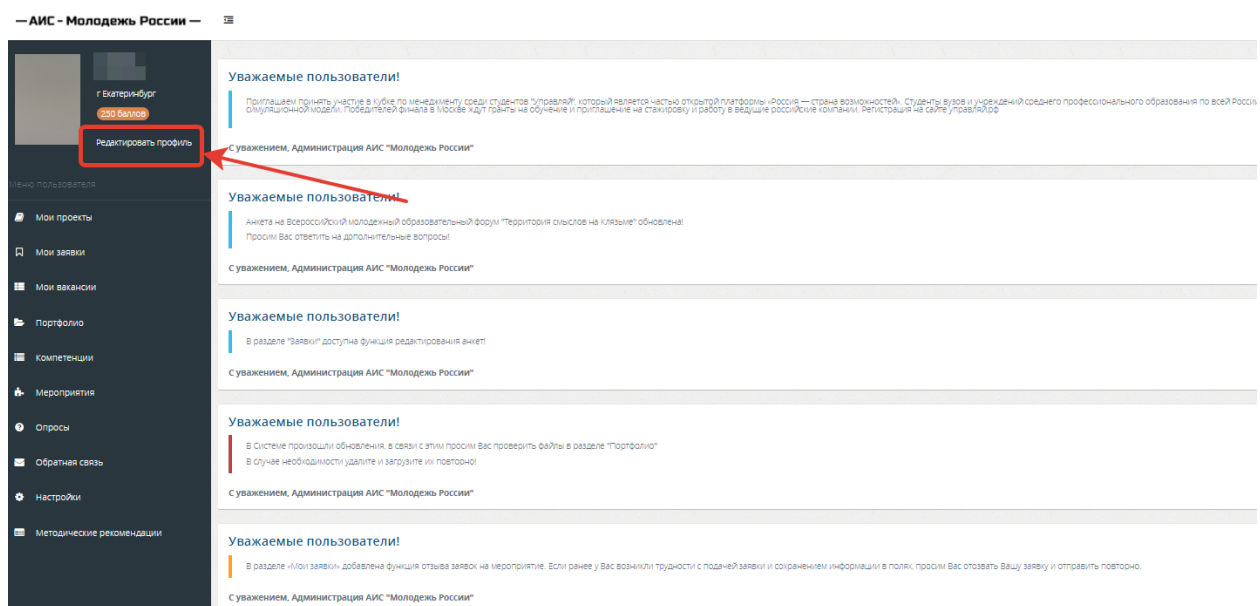 —АИС - Молодежь России —
г Екатеринбург
250 баллов
Редактировать профиль
Меню пользователя
Мои проекты
Мои заявки
Мои вакансии
Портфолио
Компетенции
Мероприятия
Опросы
Обратная связь
Настройки
Методические рекомендации
Уважаемые пользователи!
Приглашаем принять участие в Кубке по менеджменту среди студентов "Управляй", который является частью открытой платформы «Россия — страна возможностей». Студенты вузов и учреждений среднего профессионального образования по всей Росси
симуляционной модели. Победителей финала в Москве ждут гранты на обучение и приглашение на стажировку и работу в ведущие российские компании. Регистрация на сайте управляй.рф
С уважением, Администрация АИС "Молодежь России"
Уважаемые пользователи!
Анкета на Всероссийский молодежный образовательный форум "Территория смыслов на Клязьме" обновлена!
Просим Вас ответить на дополнительные вопросы!
С уважением, Администрация АИС "Молодежь России"
Уважаемые пользователи!
В разделе "Заявки" доступна функция редактирования анкет!
С уважением, Администрация АИС "Молодежь России"
Уважаемые пользователи!
В Системе произошли обновления, в связи с этим просим Вас проверить файлы в разделе "Портфолио"
В случае необходимости удалите и загрузите их повторно!
С уважением, Администрация АИС "Молодежь России"
Уважаемые пользователи!
В разделе «Мои заявки» добавлена функция отзыва заявок на мероприятие. Если ранее у Вас возникли трудности с подачей заявки и сохранением информации в полях, просим Вас отозвать Вашу заявку и отправить повторно.
С уважением, Администрация АИС "Молодежь России"